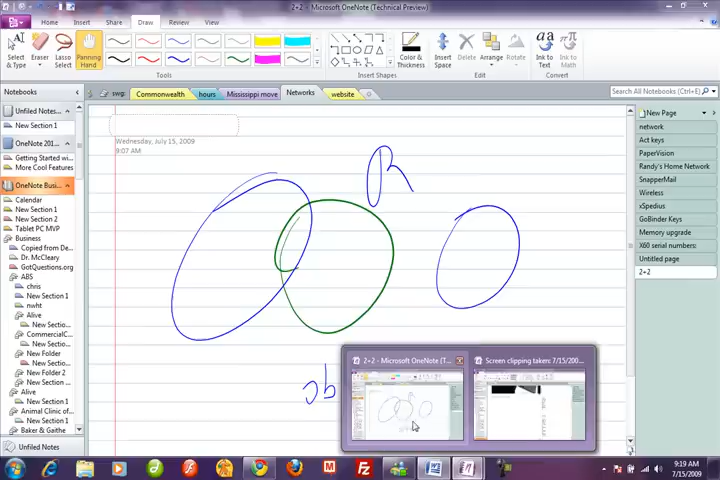 2+2 - Microsoft OneNote (Technical Preview)
Home Insert Share Draw Review View
Select & Type
Eraser
Lasso Select
Panning Hand
Color & Thickness
Insert Space
Delete
Arrange
Rotate
Ink to Text
Ink to Math
Tools Insert Shapes Edit Convert
Notebooks
swg: Commonwealth hours Mississippi move Networks website
Search All Notebooks (Ctrl+E)
Unfiled Notes...
New Section 1
OneNote 201...
Getting Started wi
More Cool Features
OneNote Busi...
Calendar
New Section 1
New Section 2
Tablet PC MVP
Business
Copied from De...
Dr. McCleary
GotQuestions.org
ABS
chris
New Section 1
nwht
Alive
New Sectio...
CommercialC...
New Sectio...
New Folder
New Sectio...
New Folder 2
New Section ...
Alive
New Section 1
Animal Clinic of
New Section 1
Baker & Gaithe
Unfiled Notes
Wednesday, July 15, 2009
9:07 AM
New Page
network
Act keys
PaperVision
Randy's Home Network
SnapperMail
Wireless
xSpedius
GoBinder Keys
Memory upgrade
X60 serial numbers:
Untitled page
2+2
2+2 - Microsoft OneNote (T...
Screen clipping taken: 7/15/200...
9:19 AM
7/15/2009